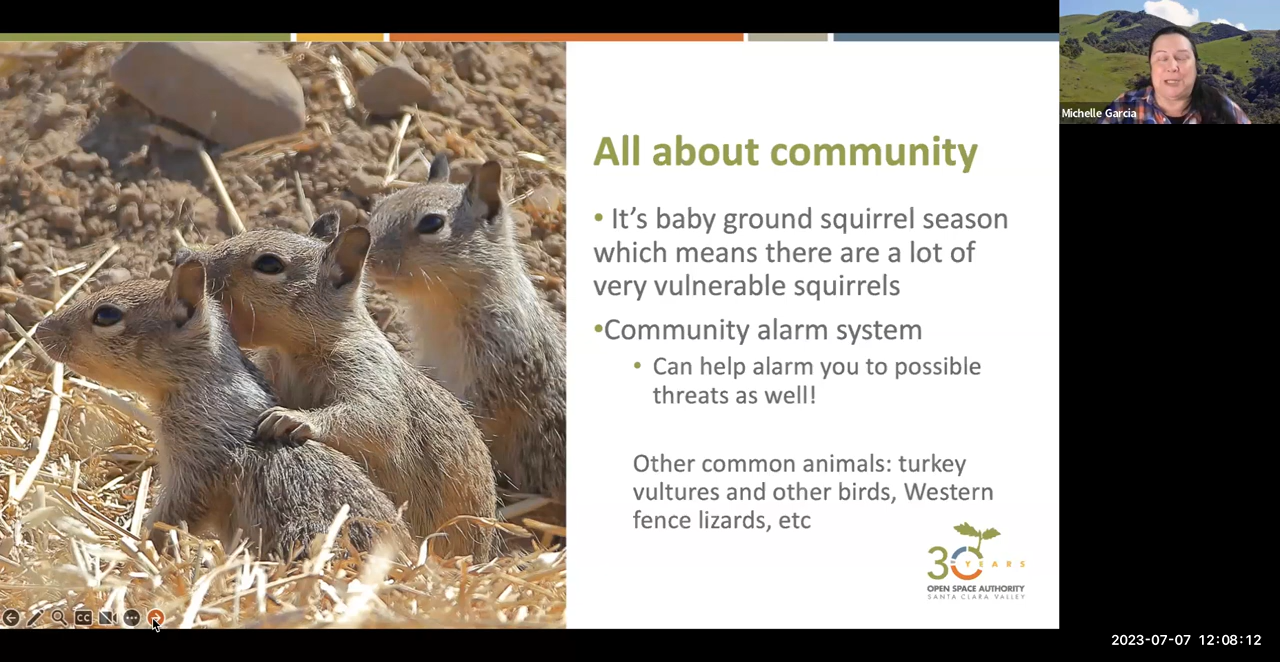 Michelle Garcia
All about community
• It’s baby ground squirrel season
which means there are a lot of
very vulnerable squirrels
•Community alarm system
• Can help alarm you to possible
threats as well!
Other common animals: turkey
vultures and other birds, Western
fence lizards, etc
30 YEARS
OPEN SPACE AUTHORITY
SANTA CLARA VALLEY
CC
2023-07-07 12:08:12